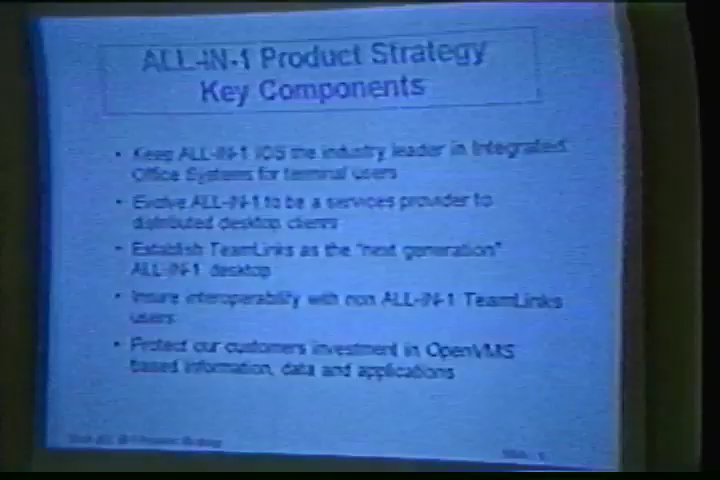 ALL-IN-1 Product Strategy
Key Components
• Keep ALL-IN-1 IOS the industry leader in Integrated
Office Systems for terminal users
• Evolve ALL-IN-1 to be a services provider to
distributed desktop clients
• Establish TeamLinks as the "next generation"
ALL-IN-1 desktop
• Insure interoperability with non ALL-IN-1 TeamLinks
users
• Protect our customers investment in OpenVMS
based information, data and applications